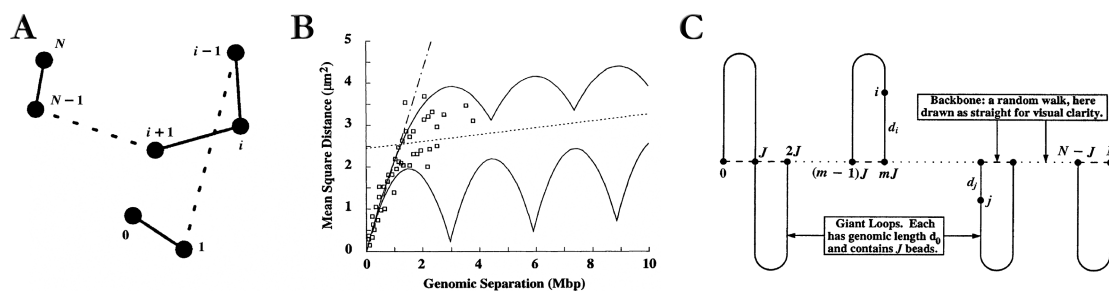 A
N
N−1
i−1
i+1
i
0
1
B
Mean Square Distance (μm²)
5
4
3
2
1
0
0 2 4 6 8 10
Genomic Separation (Mbp)
C
Backbone: a random walk, here
drawn as straight for visual clarity.
i
d_i
0
J
2J
(m−1)J
mJ
N−J
d_j
j
Giant Loops. Each
has genomic length d_0
and contains J beads.